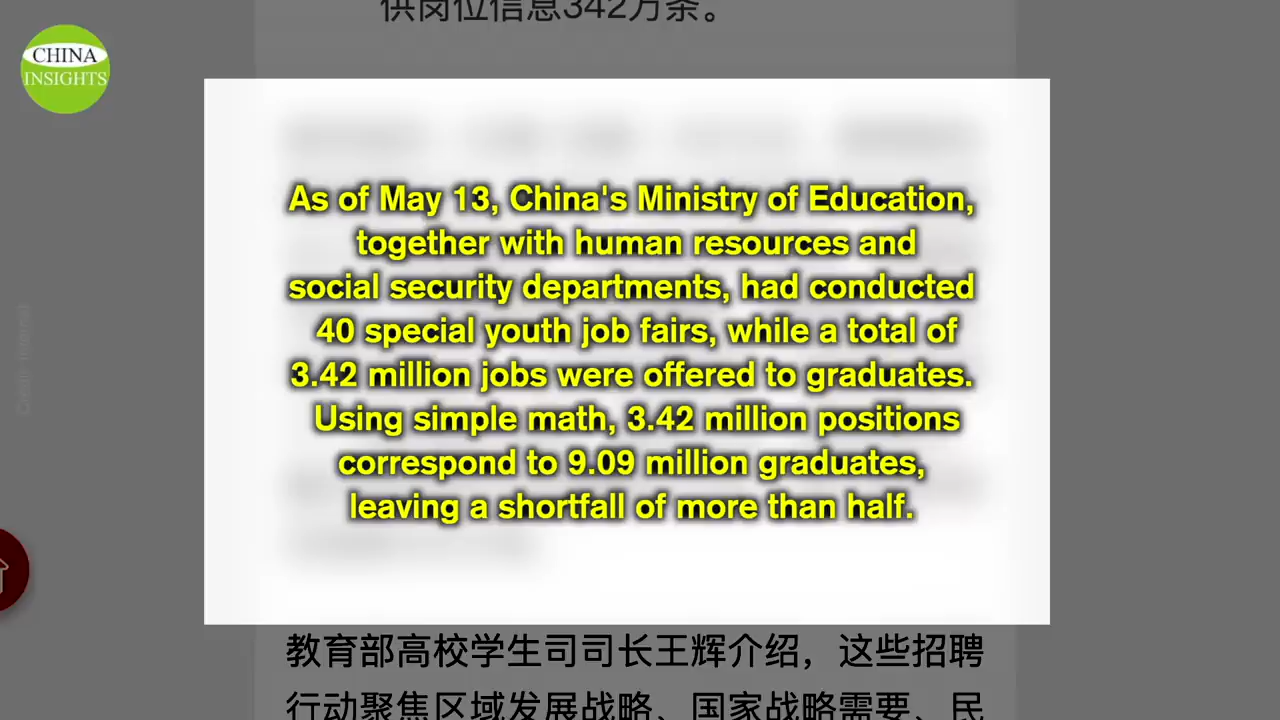 供岗位信息342万条。
CHINA
INSIGHTS
As of May 13, China's Ministry of Education,
together with human resources and
social security departments, had conducted
40 special youth job fairs, while a total of
3.42 million jobs were offered to graduates.
Using simple math, 3.42 million positions
correspond to 9.09 million graduates,
leaving a shortfall of more than half.
教育部高校学生司司长王辉介绍，这些招聘
行动聚焦区域发展战略、国家战略需要、民